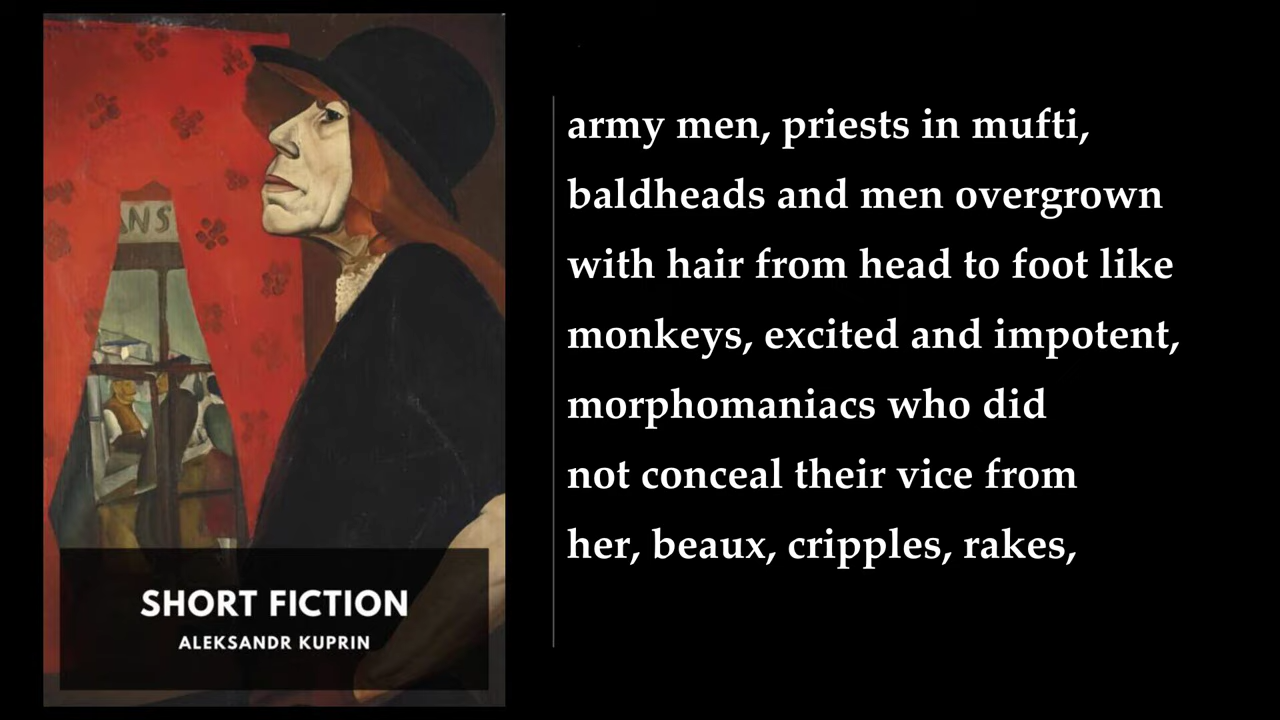 ANS
SHORT FICTION
ALEKSANDR KUPRIN
army men, priests in mufti,
baldheads and men overgrown
with hair from head to foot like
monkeys, excited and impotent,
morphomaniacs who did
not conceal their vice from
her, beaux, cripples, rakes,